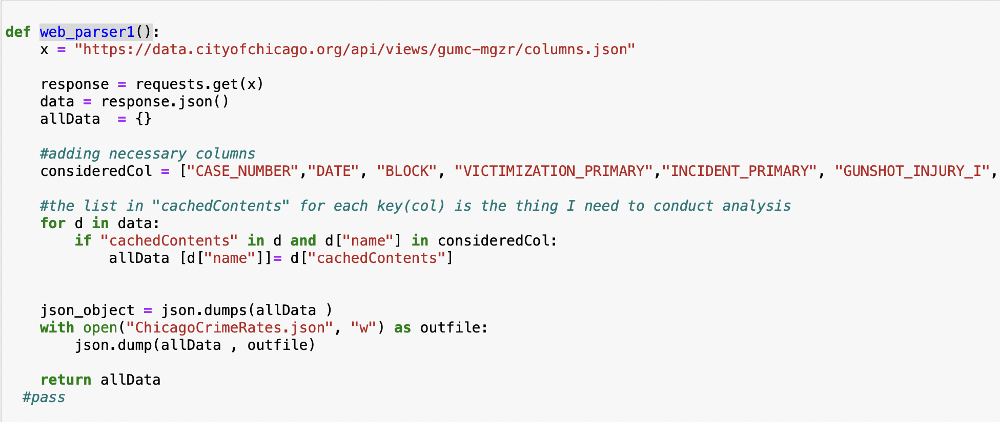 def web_parser1():
    x = "https://data.cityofchicago.org/api/views/gumc-mgzr/columns.json"
    response = requests.get(x)
    data = response.json()
    allData  = {}
    #adding necessary columns
    consideredCol = ["CASE_NUMBER","DATE", "BLOCK", "VICTIMIZATION_PRIMARY","INCIDENT_PRIMARY", "GUNSHOT_INJURY_I",
    #the list in "cachedContents" for each key(col) is the thing I need to conduct analysis
    for d in data:
        if "cachedContents" in d and d["name"] in consideredCol:
            allData [d["name"]]= d["cachedContents"]
    json_object = json.dumps(allData )
    with open("ChicagoCrimeRates.json", "w") as outfile:
        json.dump(allData , outfile)
    return allData
  #pass